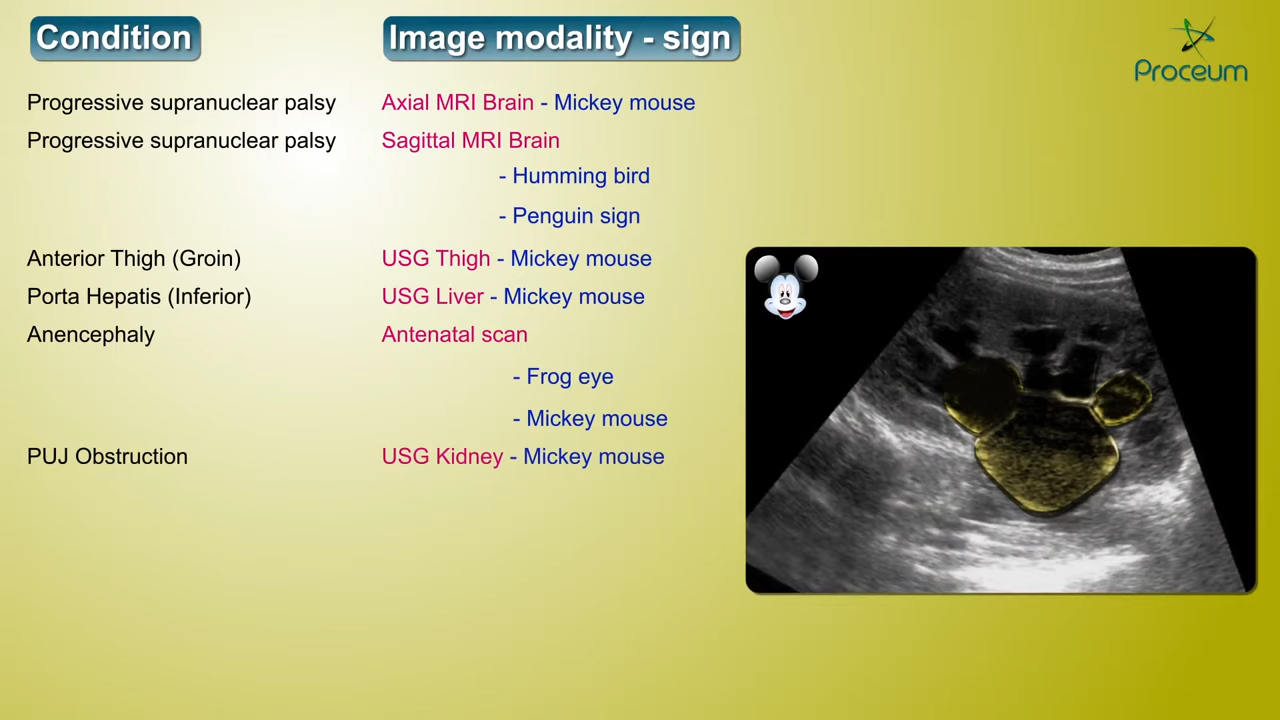 Condition
Image modality - sign
Proceum
Progressive supranuclear palsy
Axial MRI Brain - Mickey mouse
Progressive supranuclear palsy
Sagittal MRI Brain
- Humming bird
- Penguin sign
Anterior Thigh (Groin)
USG Thigh - Mickey mouse
Porta Hepatis (Inferior)
USG Liver - Mickey mouse
Anencephaly
Antenatal scan
- Frog eye
- Mickey mouse
PUJ Obstruction
USG Kidney - Mickey mouse